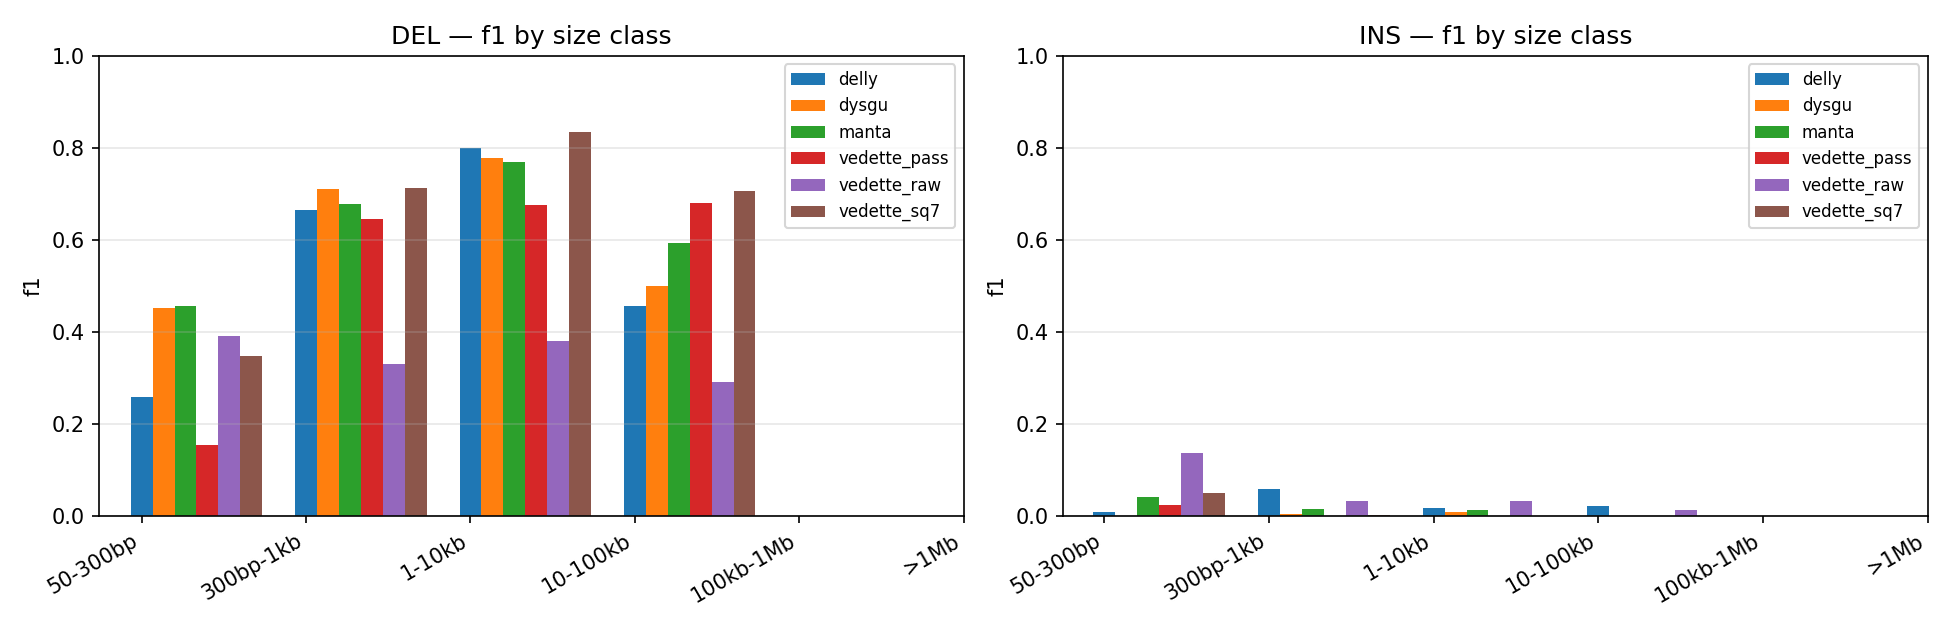 DEL — f1 by size class
f1
1.0
0.8
0.6
0.4
0.2
0.0
delly
dysgu
manta
vedette_pass
vedette_raw
vedette_sq7
50-300bp
300bp-1kb
1-10kb
10-100kb
100kb-1Mb
>1Mb
INS — f1 by size class
f1
1.0
0.8
0.6
0.4
0.2
0.0
delly
dysgu
manta
vedette_pass
vedette_raw
vedette_sq7
50-300bp
300bp-1kb
1-10kb
10-100kb
100kb-1Mb
>1Mb